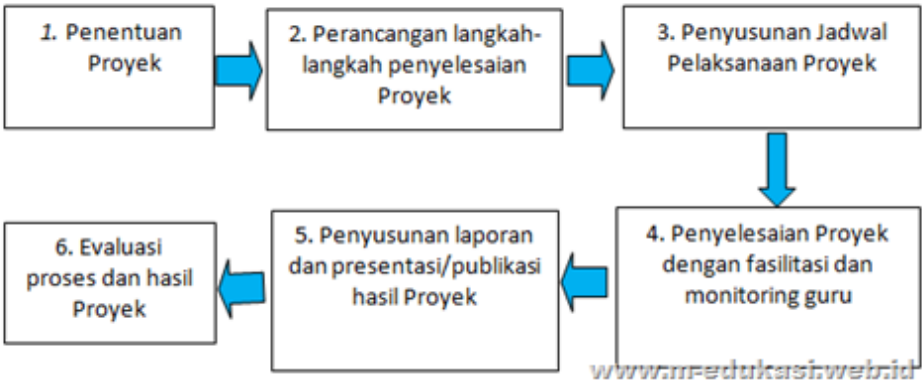 1. Penentuan
Proyek
2. Perancangan langkah-
langkah penyelesaian
Proyek
3. Penyusunan Jadwal
Pelaksanaan Proyek
4. Penyelesaian Proyek
dengan fasilitasi dan
monitoring guru
5. Penyusunan laporan
dan presentasi/publikasi
hasil Proyek
6. Evaluasi
proses dan hasil
Proyek
www.m-edukasi.web.id